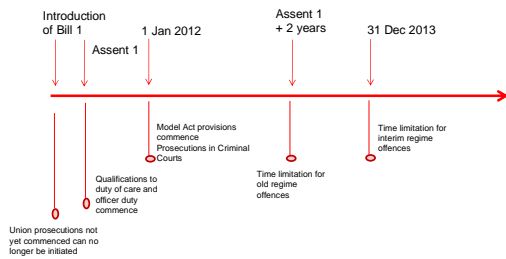 Introduction
of Bill 1
Assent 1
1 Jan 2012
Assent 1
+ 2 years
31 Dec 2013
Model Act provisions
commence
Prosecutions in Criminal
Courts
Time limitation for
interim regime
offences
Qualifications to
duty of care and
officer duty
commence
Time limitation for
old regime
offences
Union prosecutions not
yet commenced can no
longer be initiated